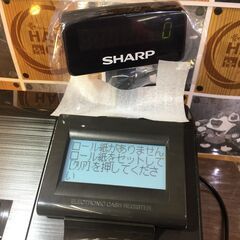 0
SHARP
ロール紙がありません
ロール紙をセットして
[クリア]を押してくださ
い
ELECTRONIC CASH REGISTER